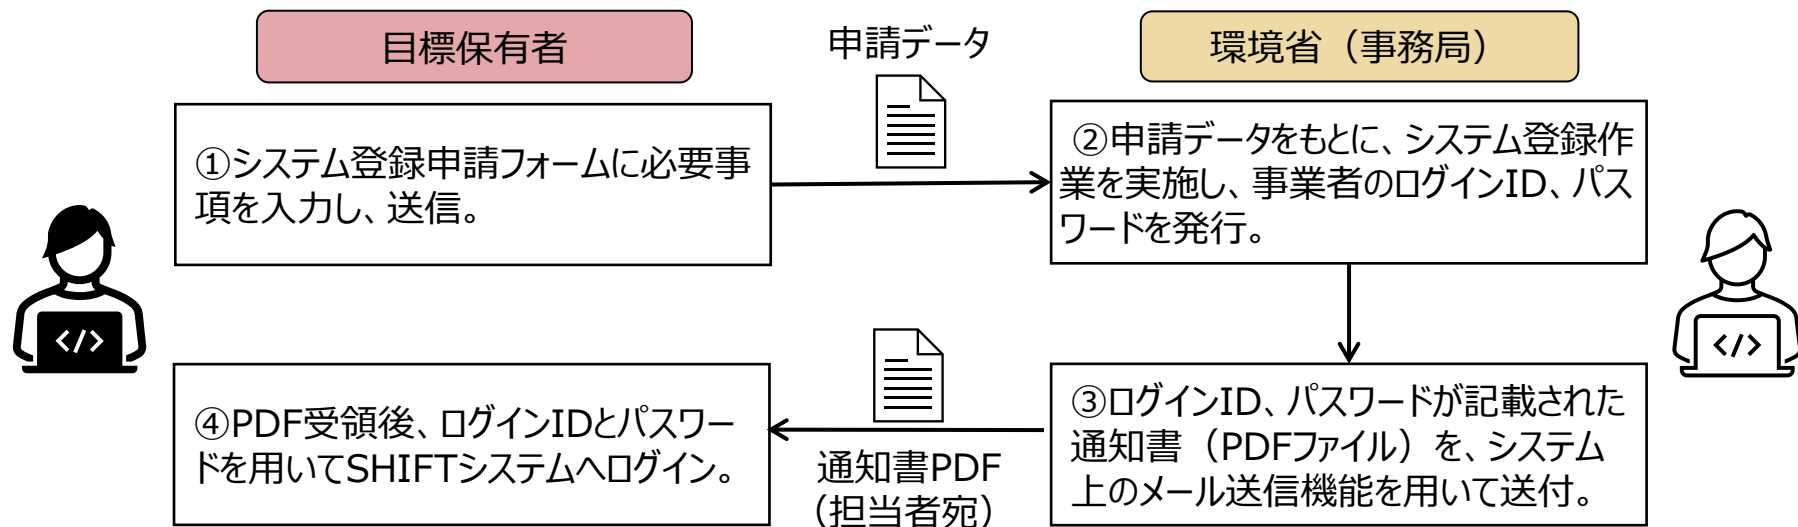 目標保有者
申請データ
環境省（事務局）
①システム登録申請フォームに必要事
項を入力し、送信。
②申請データをもとに、システム登録作
業を実施し、事業者のログインID、パス
ワードを発行。
</>
</>
③ログインID、パスワードが記載された
通知書（PDFファイル）を、システム
上のメール送信機能を用いて送付。
④PDF受領後、ログインIDとパスワー
ドを用いてSHIFTシステムへログイン。
通知書PDF
（担当者宛）